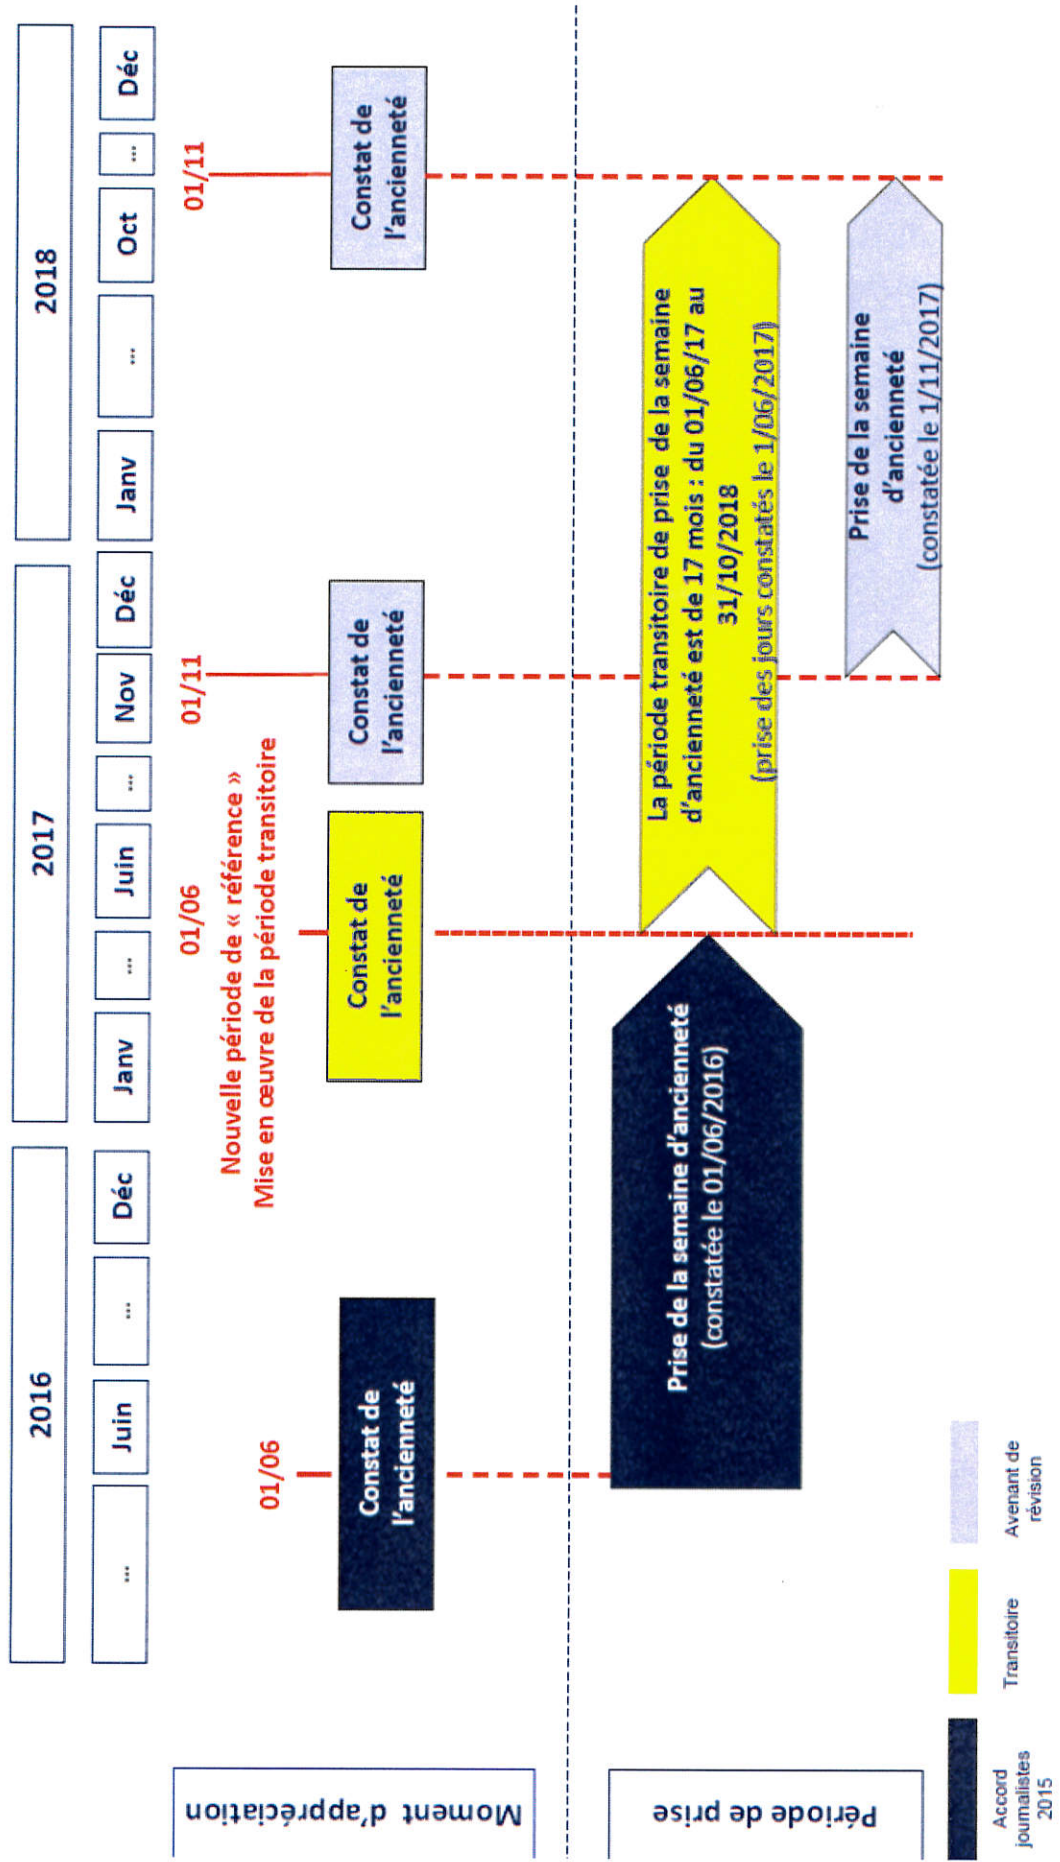 2016
2017
2018
...
Juin
...
Déc
Janv
...
Juin
...
Nov
Déc
Janv
...
Oct
...
Déc
Moment d'appréciation
01/06
01/06
01/11
01/11
Nouvelle période de « référence »
Mise en œuvre de la période transitoire
Constat de
l'ancienneté
Constat de
l'ancienneté
Constat de
l'ancienneté
Constat de
l'ancienneté
Période de prise
Prise de la semaine d'ancienneté
(constatée le 01/06/2016)
La période transitoire de prise de la semaine
d'ancienneté est de 17 mois : du 01/06/17 au
31/10/2018
(prise des jours constatés le 1/06/2017)
Prise de la semaine
d'ancienneté
(constatée le 1/11/2017)
Accord
journalistes
2015
Transitoire
Avenant de
révision